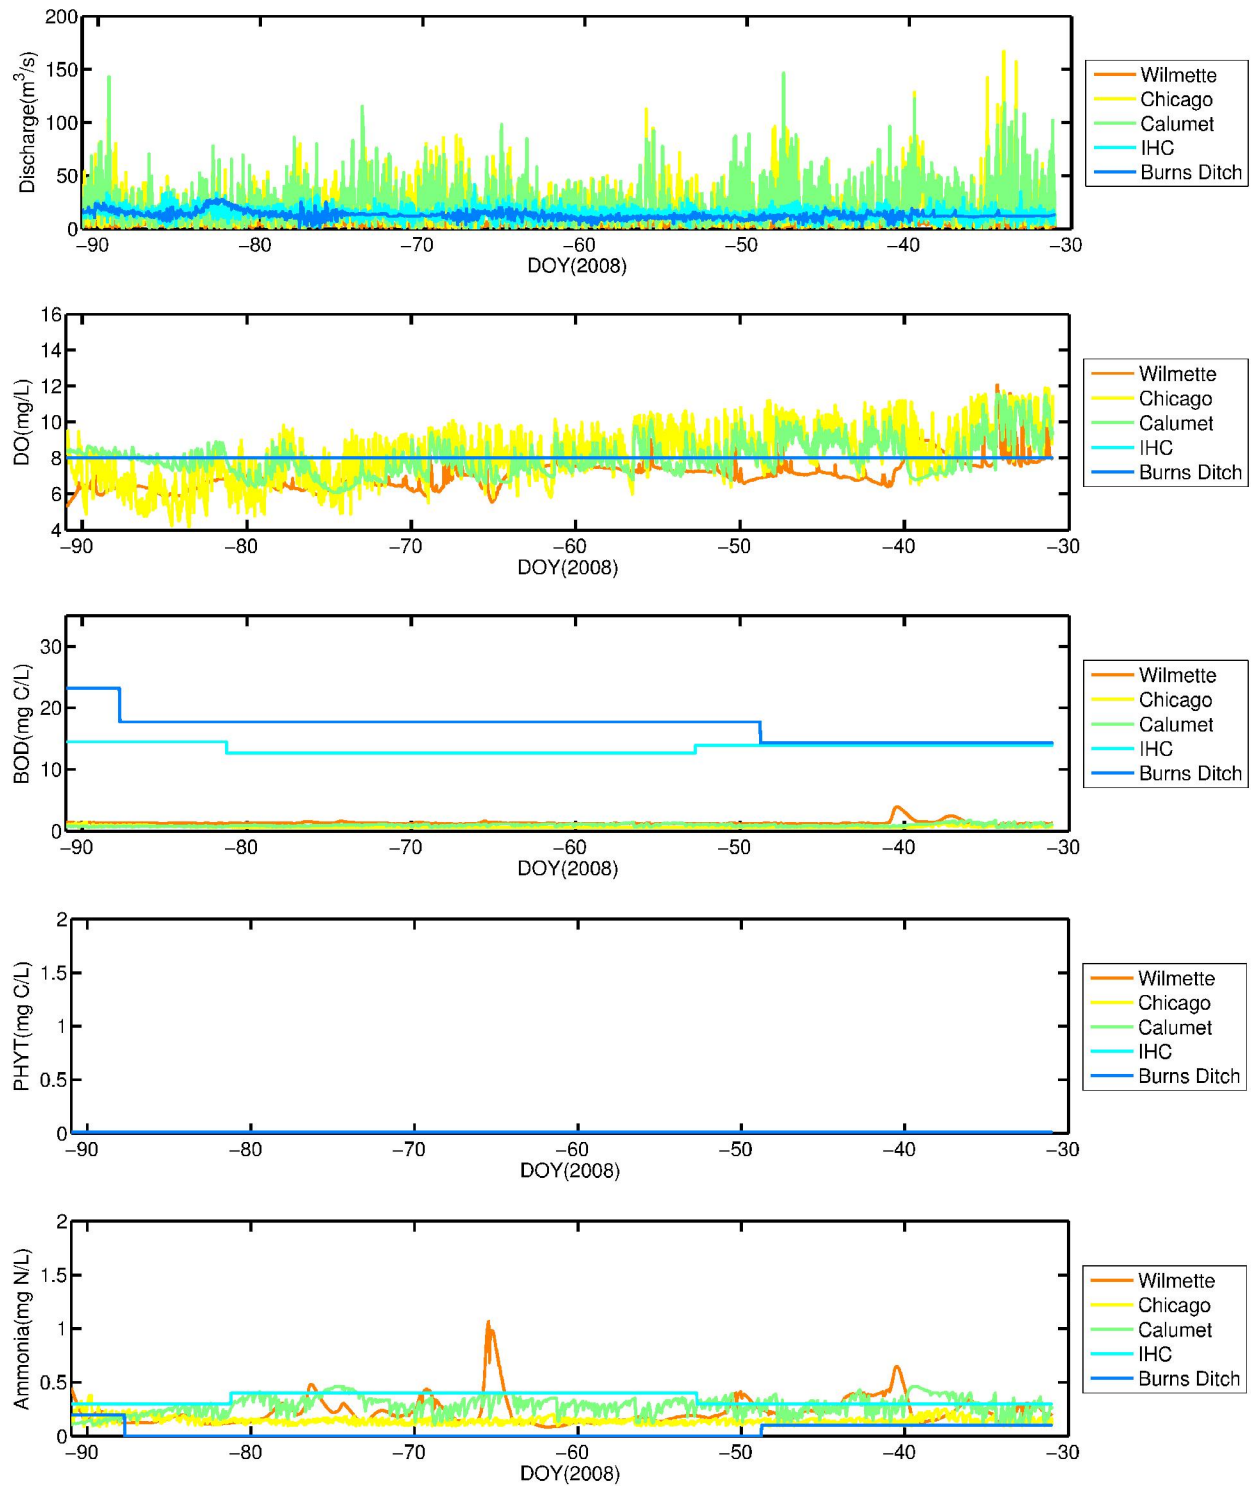 200
150
100
50
0
Discharge(m³/s)
−90 −80 −70 −60 −50 −40 −30
DOY(2008)
Wilmette
Chicago
Calumet
IHC
Burns Ditch
16
14
12
10
8
6
4
DO(mg/L)
−90 −80 −70 −60 −50 −40 −30
DOY(2008)
Wilmette
Chicago
Calumet
IHC
Burns Ditch
30
20
10
0
BOD(mg C/L)
−90 −80 −70 −60 −50 −40 −30
DOY(2008)
Wilmette
Chicago
Calumet
IHC
Burns Ditch
2
1.5
1
0.5
0
PHYT(mg C/L)
−90 −80 −70 −60 −50 −40 −30
DOY(2008)
Wilmette
Chicago
Calumet
IHC
Burns Ditch
2
1.5
1
0.5
0
Ammonia(mg N/L)
−90 −80 −70 −60 −50 −40 −30
DOY(2008)
Wilmette
Chicago
Calumet
IHC
Burns Ditch